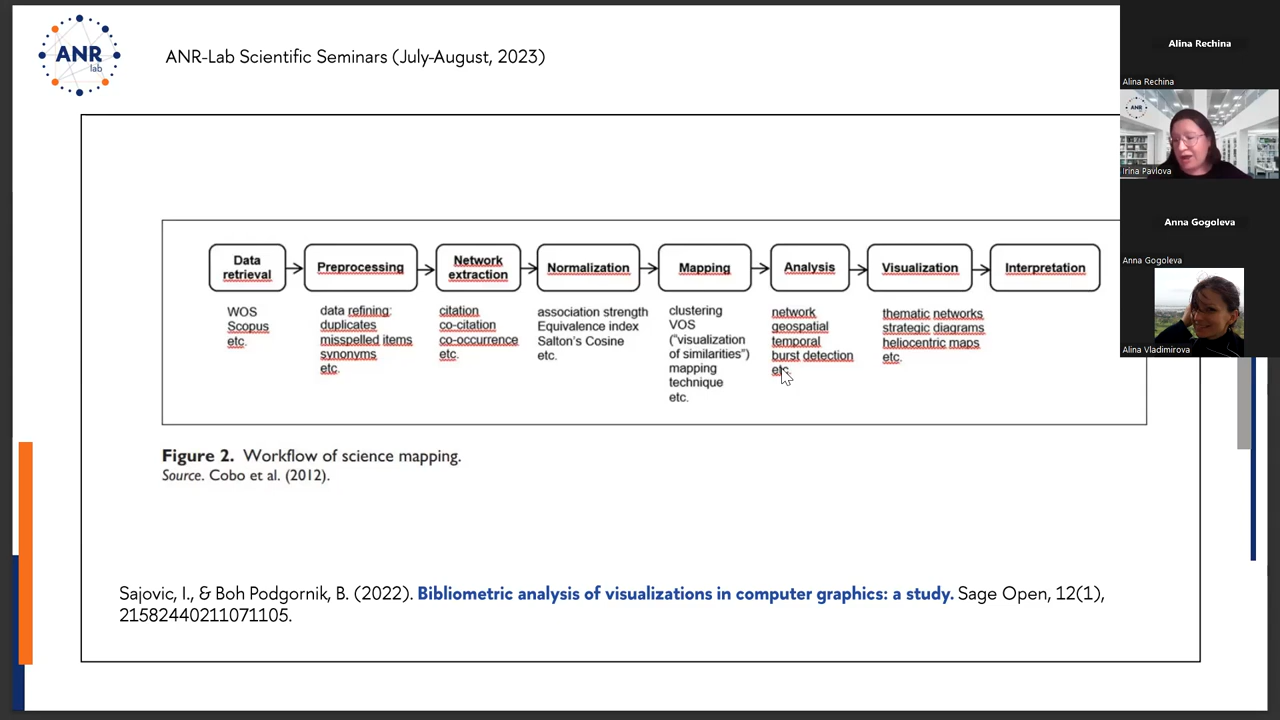 ANR
lab
ANR-Lab Scientific Seminars (July-August, 2023)
Data
retrieval
WOS
Scopus
etc.
Preprocessing
data refining:
duplicates
misspelled items
synonyms
etc.
Network
extraction
citation
co-citation
co-occurrence
etc.
Normalization
association strength
Equivalence index
Salton's Cosine
etc.
Mapping
clustering
VOS
("visualization
of similarities")
mapping
technique
etc.
Analysis
network
geospatial
temporal
burst detection
etc.
Visualization
thematic networks
strategic diagrams
heliocentric maps
etc.
Interpretation
Figure 2. Workflow of science mapping.
Source. Cobo et al. (2012).
Sajovic, I., & Boh Podgornik, B. (2022). Bibliometric analysis of visualizations in computer graphics: a study. Sage Open, 12(1),
21582440211071105.
Alina Rechina
Alina Rechina
ANR
Irina Pavlova
Anna Gogoleva
Anna Gogoleva
Alina Vladimirova